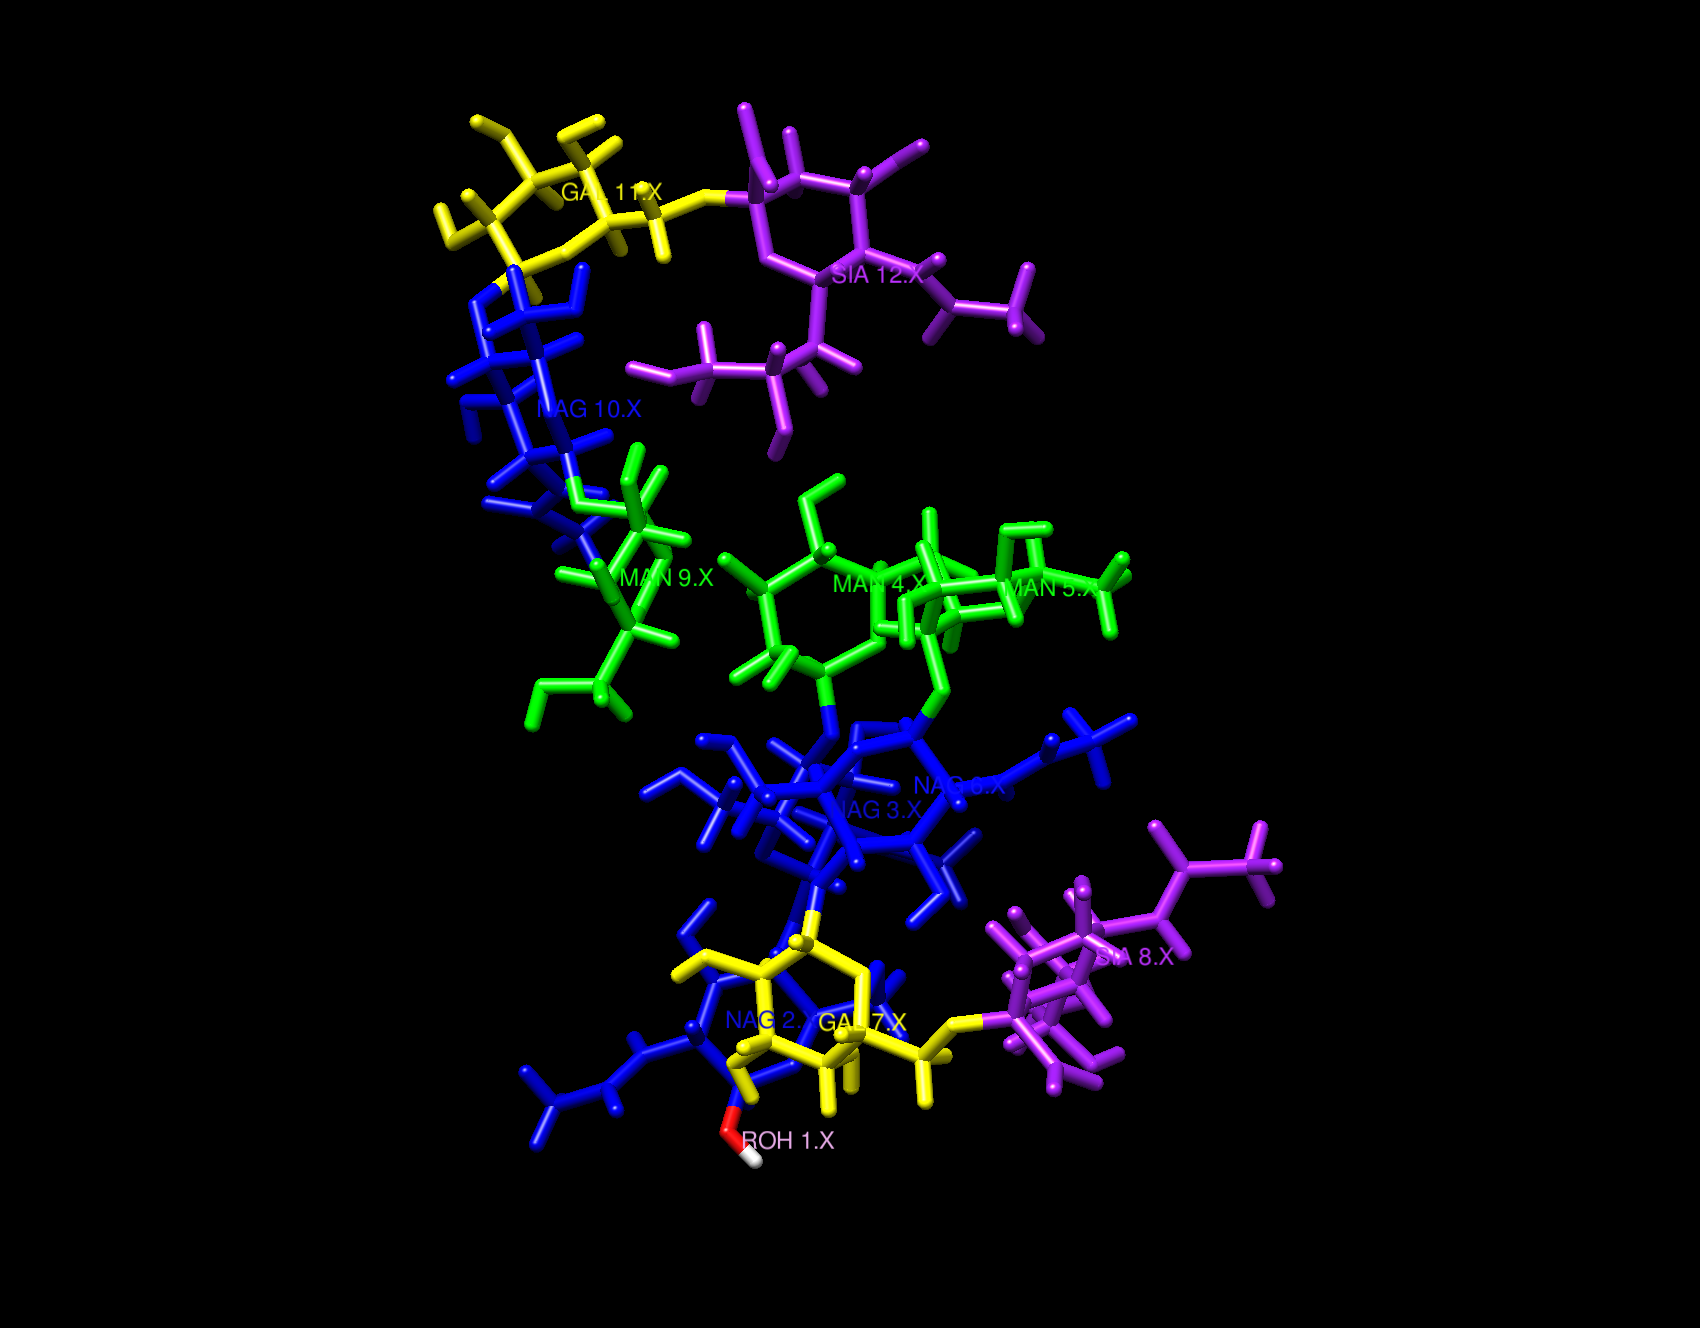 GAL 11.X
SIA 12.X
NAG 10.X
MAN 9.X
MAN 4.X
MAN 5.X
NAG 6.X
NAG 3.X
SIA 8.X
NAG 2.
GAL 7.X
ROH 1.X